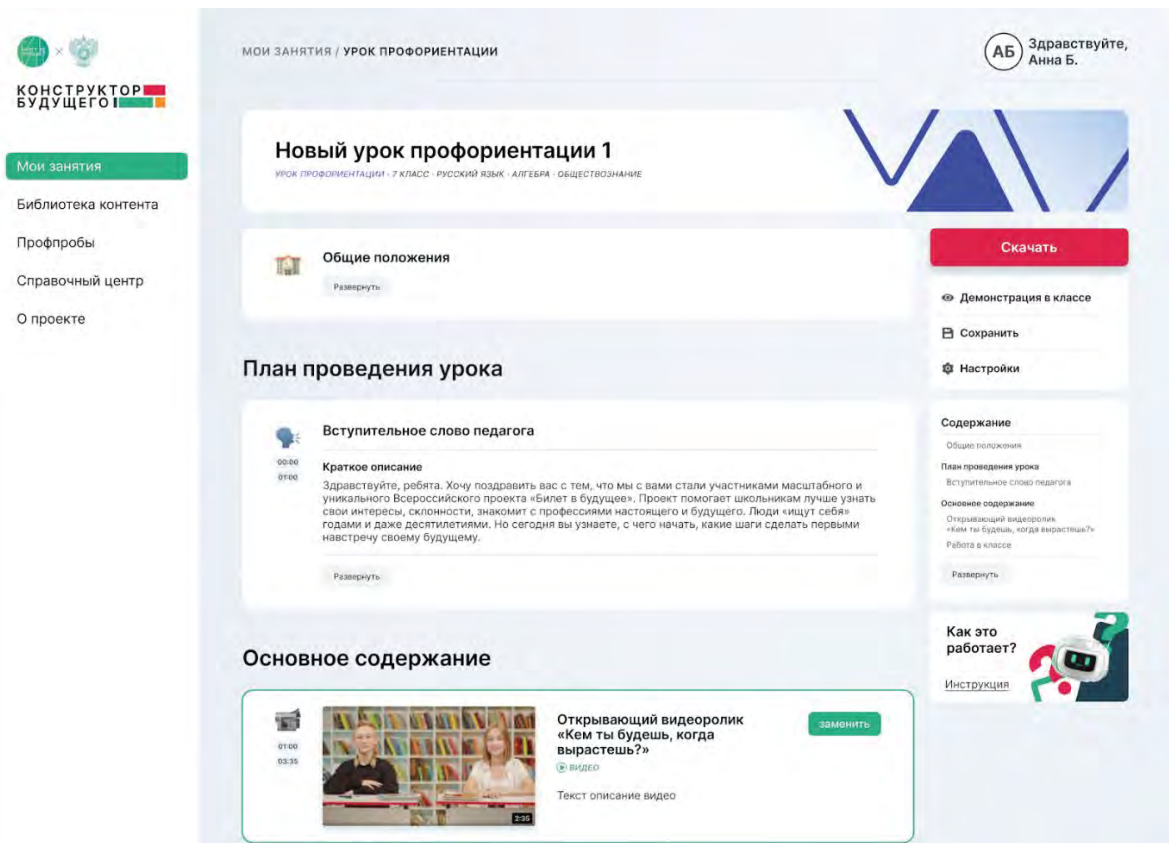 КОНСТРУКТОР
БУДУЩЕГО
Мои занятия
Библиотека контента
Профпробы
Справочный центр
О проекте
МОИ ЗАНЯТИЯ / УРОК ПРОФОРИЕНТАЦИИ
АБ
Здравствуйте,
Анна Б.
Новый урок профориентации 1
УРОК ПРОФОРИЕНТАЦИИ · 7 КЛАСС · РУССКИЙ ЯЗЫК · АЛГЕБРА · ОБЩЕСТВОЗНАНИЕ
Общие положения
Развернуть
План проведения урока
00:00
01:00
Вступительное слово педагога
Краткое описание
Здравствуйте, ребята. Хочу поздравить вас с тем, что мы с вами стали участниками масштабного и
уникального Всероссийского проекта «Билет в будущее». Проект помогает школьникам лучше узнать
свои интересы, склонности, знакомит с профессиями настоящего и будущего. Люди «ищут себя»
годами и даже десятилетиями. Но сегодня вы узнаете, с чего начать, какие шаги сделать первыми
навстречу своему будущему.
Развернуть
Основное содержание
01:00
03:35
2:35
Открывающий видеоролик
«Кем ты будешь, когда
вырастешь?»
ВИДЕО
Текст описание видео
заменить
Скачать
Демонстрация в классе
Сохранить
Настройки
Содержание
Общие положения
План проведения урока
Вступительное слово педагога
Основное содержание
Открывающий видеоролик
«Кем ты будешь, когда вырастешь?»
Работа в классе
Развернуть
Как это
работает?
Инструкция